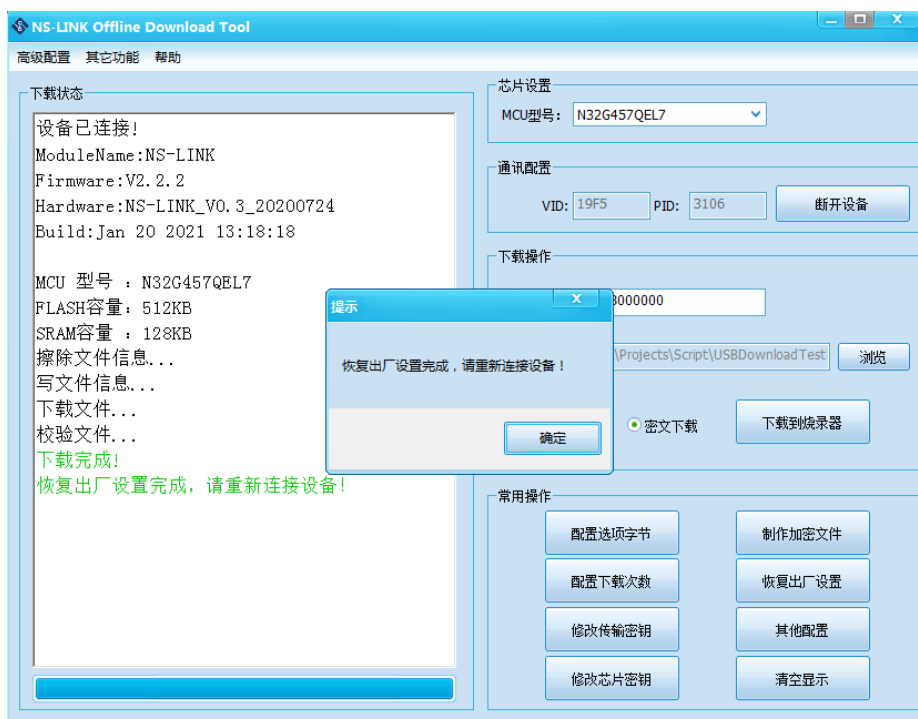 NS-LINK Offline Download Tool
高级配置 其它功能 帮助
下载状态
设备已连接!
ModuleName:NS-LINK
Firmware:V2.2.2
Hardware:NS-LINK_V0.3_20200724
Build:Jan 20 2021 13:18:18
MCU 型号 : N32G457QEL7
FLASH容量: 512KB
SRAM容量 : 128KB
擦除文件信息...
写文件信息...
下载文件...
校验文件...
下载完成!
恢复出厂设置完成, 请重新连接设备!
提示
恢复出厂设置完成，请重新连接设备！
确定
芯片设置
MCU型号: N32G457QEL7
通讯配置
VID: 19F5 PID: 3106 断开设备
下载操作
000000
\Projects\Script\USBDownloadTest 浏览
密文下载 下载到烧录器
常用操作
配置选项字节 制作加密文件
配置下载次数 恢复出厂设置
修改传输密钥 其他配置
修改芯片密钥 清空显示